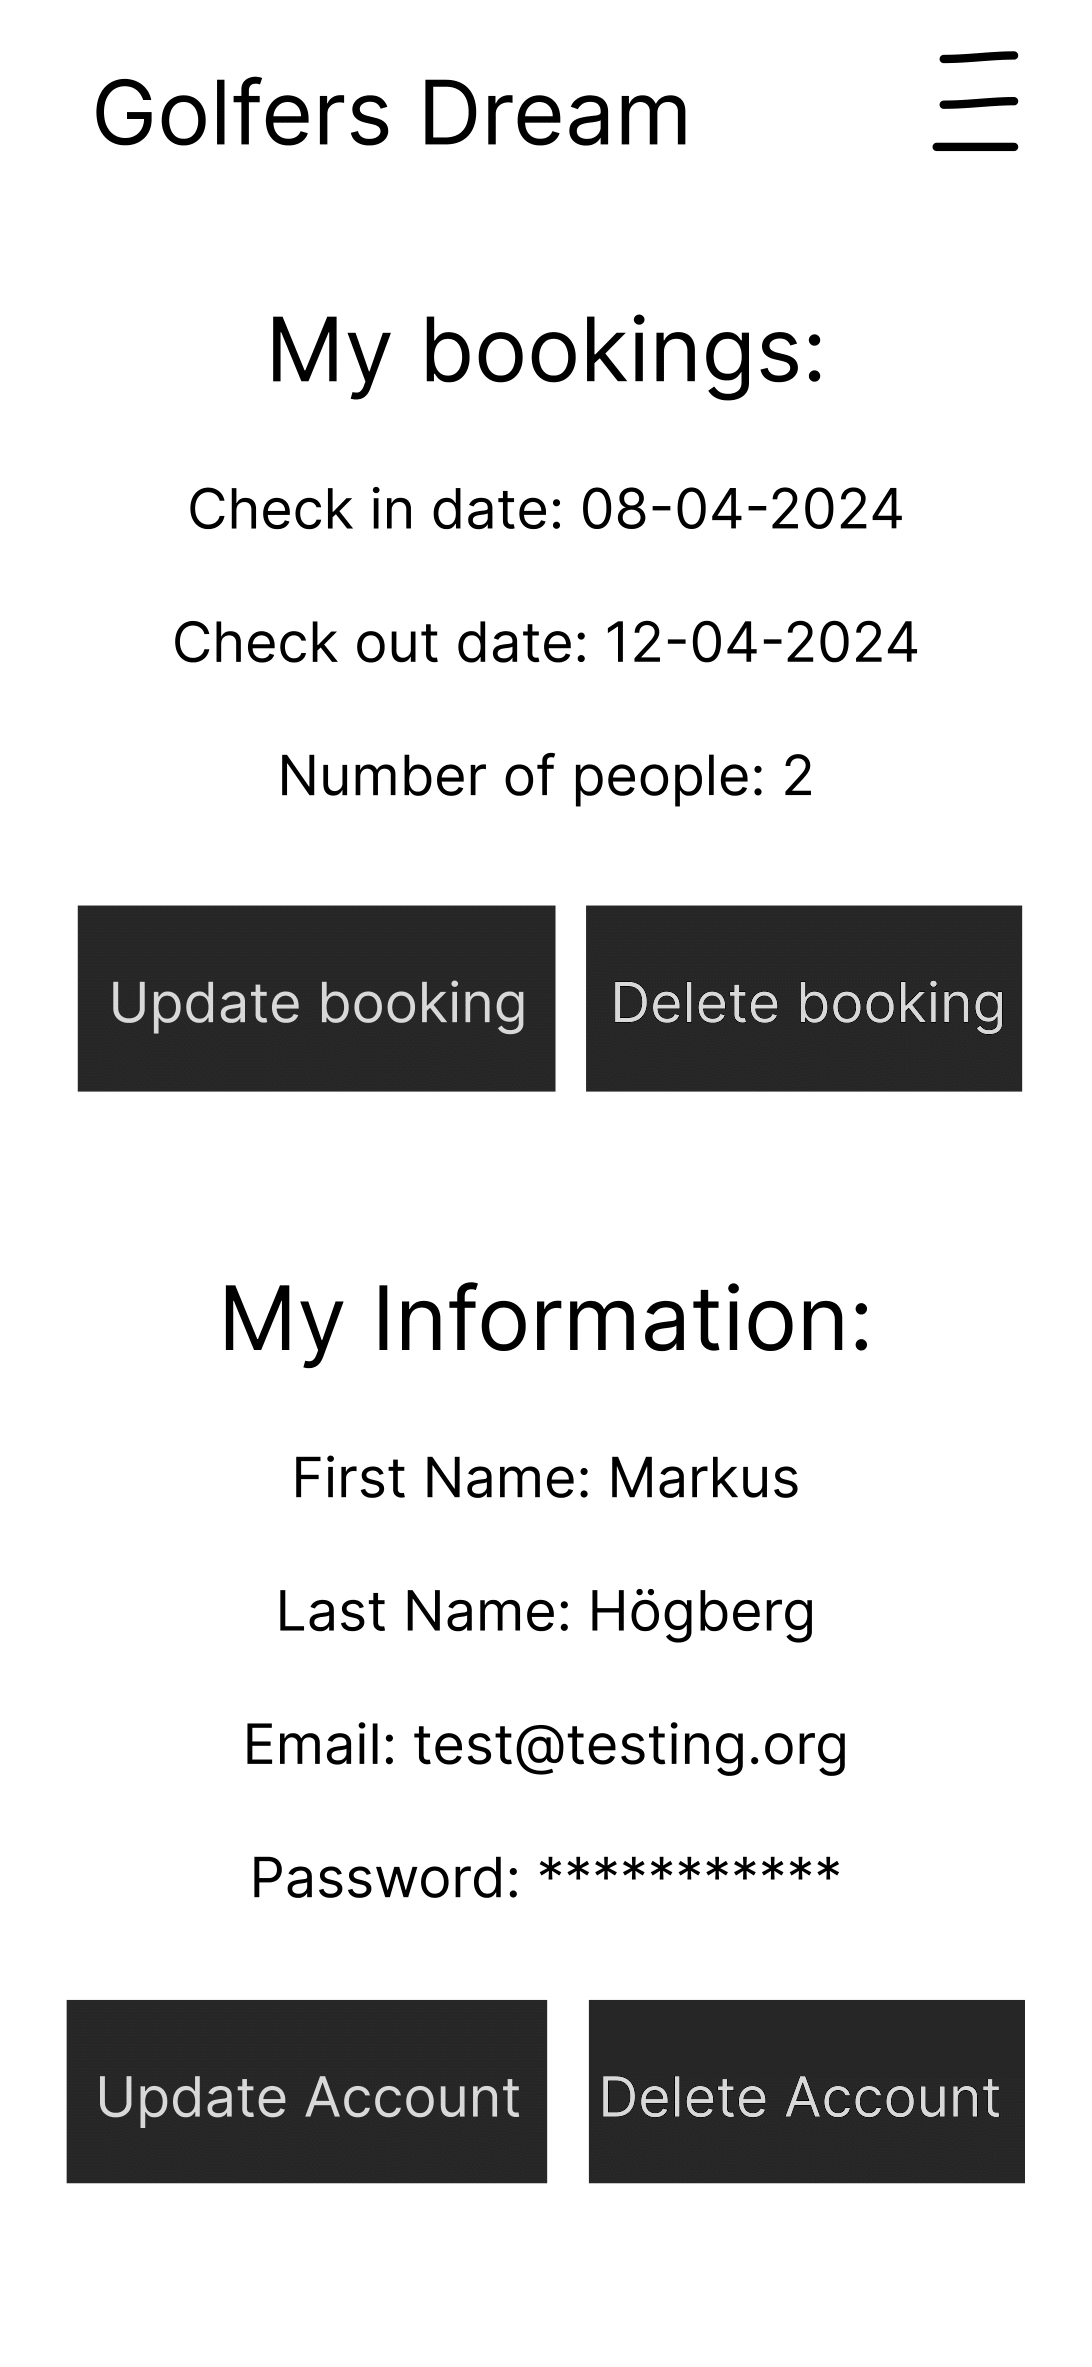 Golfers Dream
My bookings:
Check in date: 08-04-2024
Check out date: 12-04-2024
Number of people: 2
Update booking
Delete booking
My Information:
First Name: Markus
Last Name: Högberg
Email: test@testing.org
Password: ***********
Update Account
Delete Account